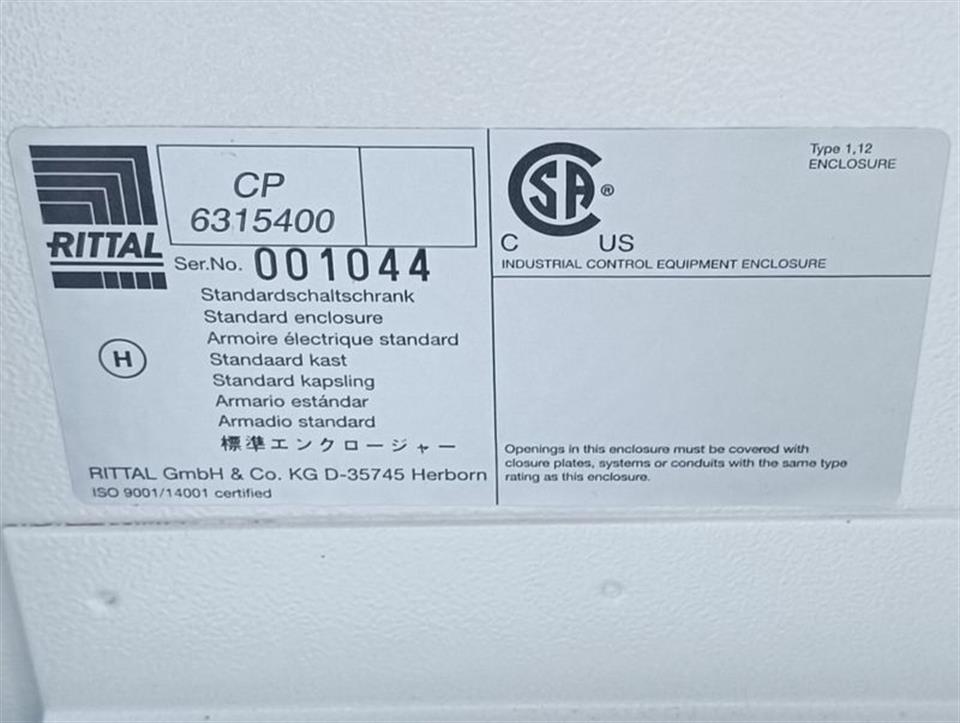 RITTAL
CP
6315400
Ser.No. 001044
Standardschaltschrank
Standard enclosure
Armoire électrique standard
Standaard kast
Standard kapsling
Armario estándar
Armadio standard
標準エンクロージャー
H
RITTAL GmbH & Co. KG D-35745 Herborn
ISO 9001/14001 certified
CSA®
C US
Type 1,12
ENCLOSURE
INDUSTRIAL CONTROL EQUIPMENT ENCLOSURE
Openings in this enclosure must be covered with
closure plates, systems or conduits with the same type
rating as this enclosure.